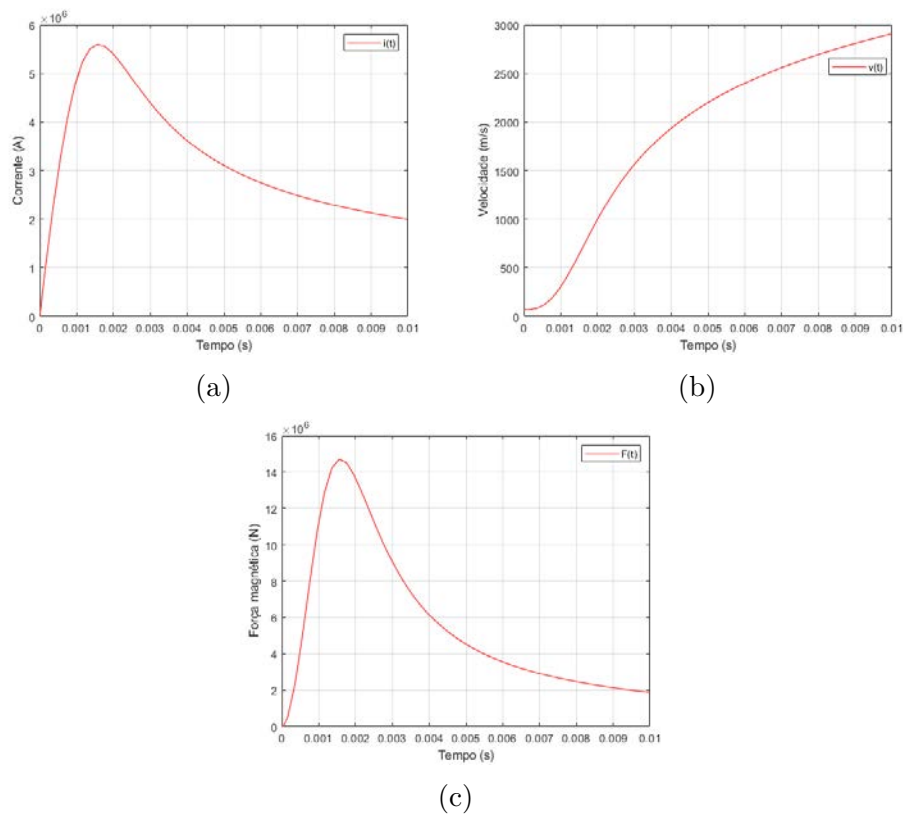 ×10⁶
Corrente (A)
6
5
4
3
2
1
0
i(t)
0 0.001 0.002 0.003 0.004 0.005 0.006 0.007 0.008 0.009 0.01
Tempo (s)
(a)
Velocidade (m/s)
3000
2500
2000
1500
1000
500
0
v(t)
0 0.001 0.002 0.003 0.004 0.005 0.006 0.007 0.008 0.009 0.01
Tempo (s)
(b)
×10⁶
Força magnética (N)
16
14
12
10
8
6
4
2
0
F(t)
0 0.001 0.002 0.003 0.004 0.005 0.006 0.007 0.008 0.009 0.01
Tempo (s)
(c)